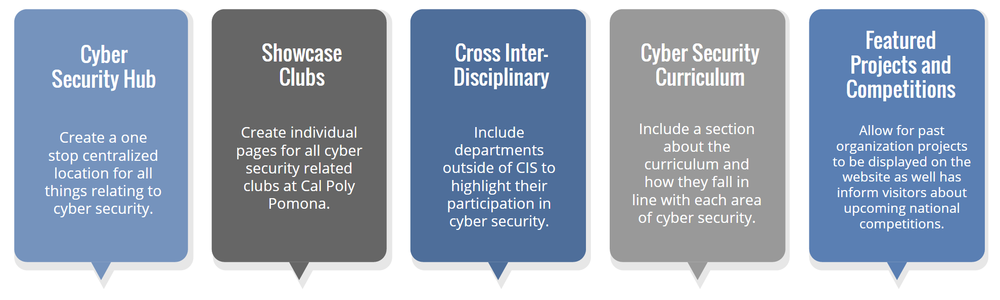 Cyber
Security Hub
Create a one
stop centralized
location for all
things relating to
cyber security.
Showcase
Clubs
Create individual
pages for all cyber
security related
clubs at Cal Poly
Pomona.
Cross Inter-
Disciplinary
Include
departments
outside of CIS to
highlight their
participation in
cyber security.
Cyber Security
Curriculum
Include a section
about the
curriculum and
how they fall in
line with each area
of cyber security.
Featured
Projects and
Competitions
Allow for past
organization projects
to be displayed on the
website as well has
inform visitors about
upcoming national
competitions.